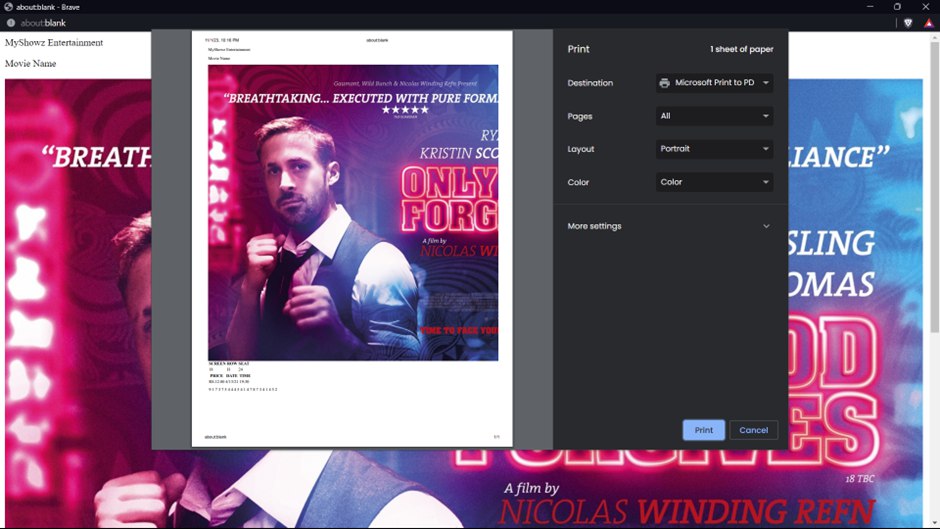 about:blank - Brave
about:blank
MyShowz Entertainment
Movie Name
“BREATH
LIANCE”
SLING
OMAS
OD
FORGIVES
18 TBC
A film by
NICOLAS WINDING REFN
11/1/23, 10:16 PM
about:blank
MyShowz Entertainment
Movie Name
Gaumont, Wild Bunch & Nicolas Winding Refn Present
“BREATHTAKING... EXECUTED WITH PURE FORM
★★★★★
RY
KRISTIN SCO
ONLY
FORG
A film by
NICOLAS WI
TIME TO FACE YOU
SCREEN ROW SEAT
18 H 24
PRICE DATE TIME
about:blank
1/1
Print
1 sheet of paper
Destination
Microsoft Print to PD
Pages
All
Layout
Portrait
Color
Color
More settings
Print
Cancel